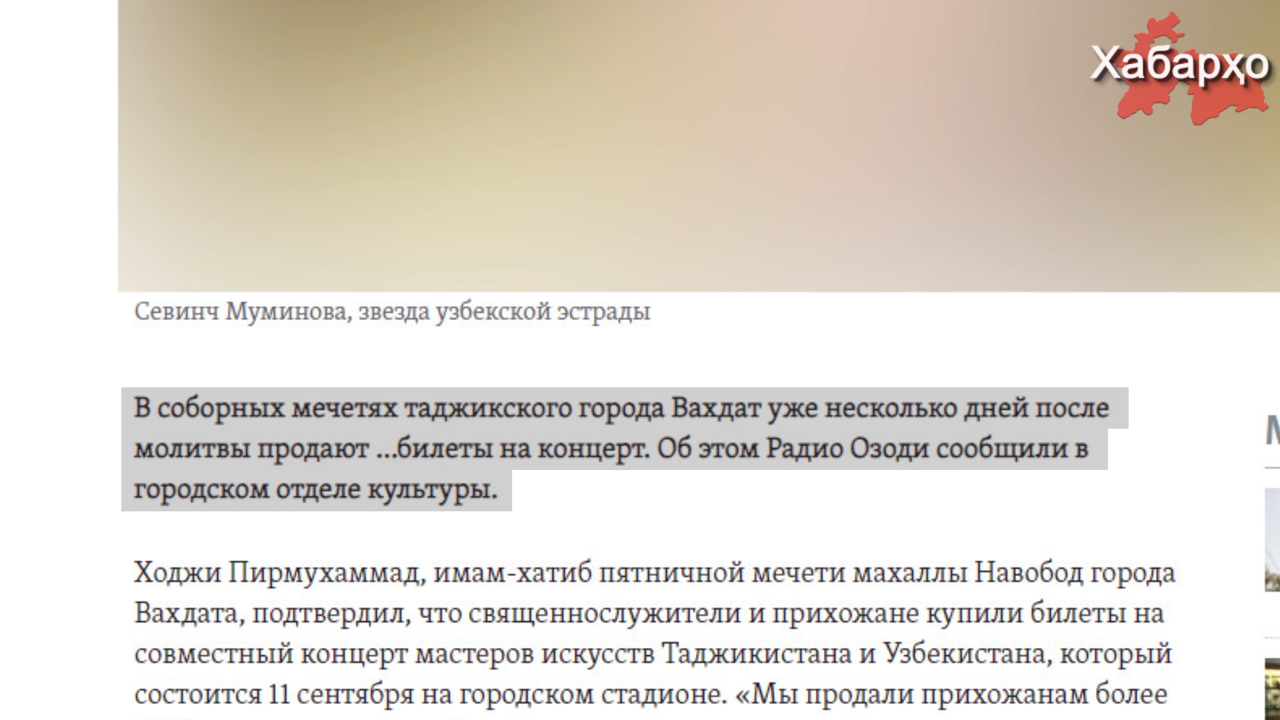 Хабарҳо
Севинч Муминова, звезда узбекской эстрады
В соборных мечетях таджикского города Вахдат уже несколько дней после
молитвы продают ...билеты на концерт. Об этом Радио Озоди сообщили в
городском отделе культуры.
Ходжи Пирмухаммад, имам-хатиб пятничной мечети махаллы Навобод города
Вахдата, подтвердил, что священнослужители и прихожане купили билеты на
совместный концерт мастеров искусств Таджикистана и Узбекистана, который
состоится 11 сентября на городском стадионе. «Мы продали прихожанам более